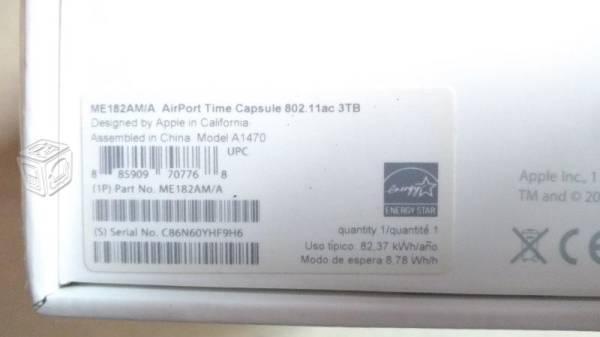 ME182AM/A AirPort Time Capsule 802.11ac 3TB
Designed by Apple in California
Assembled in China Model A1470
UPC
8 85909 70776 8
(1P) Part No. ME182AM/A
(S) Serial No. C86N60YHF9H6
energy
ENERGY STAR
quantity 1/quantité 1
Uso típico 82.37 kWh/año
Modo de espera 8.78 Wh/h
Apple Inc., 1
TM and © 20
CE